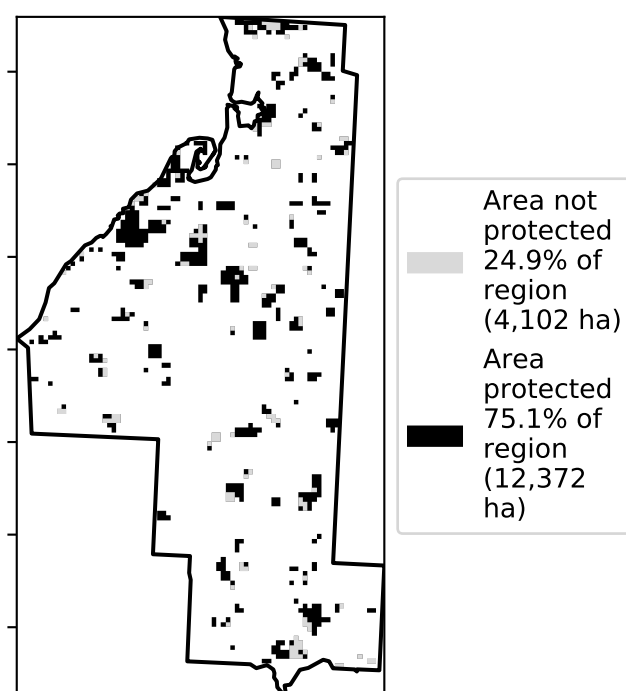 Area not
protected
24.9% of
region
(4,102 ha)
Area
protected
75.1% of
region
(12,372
ha)